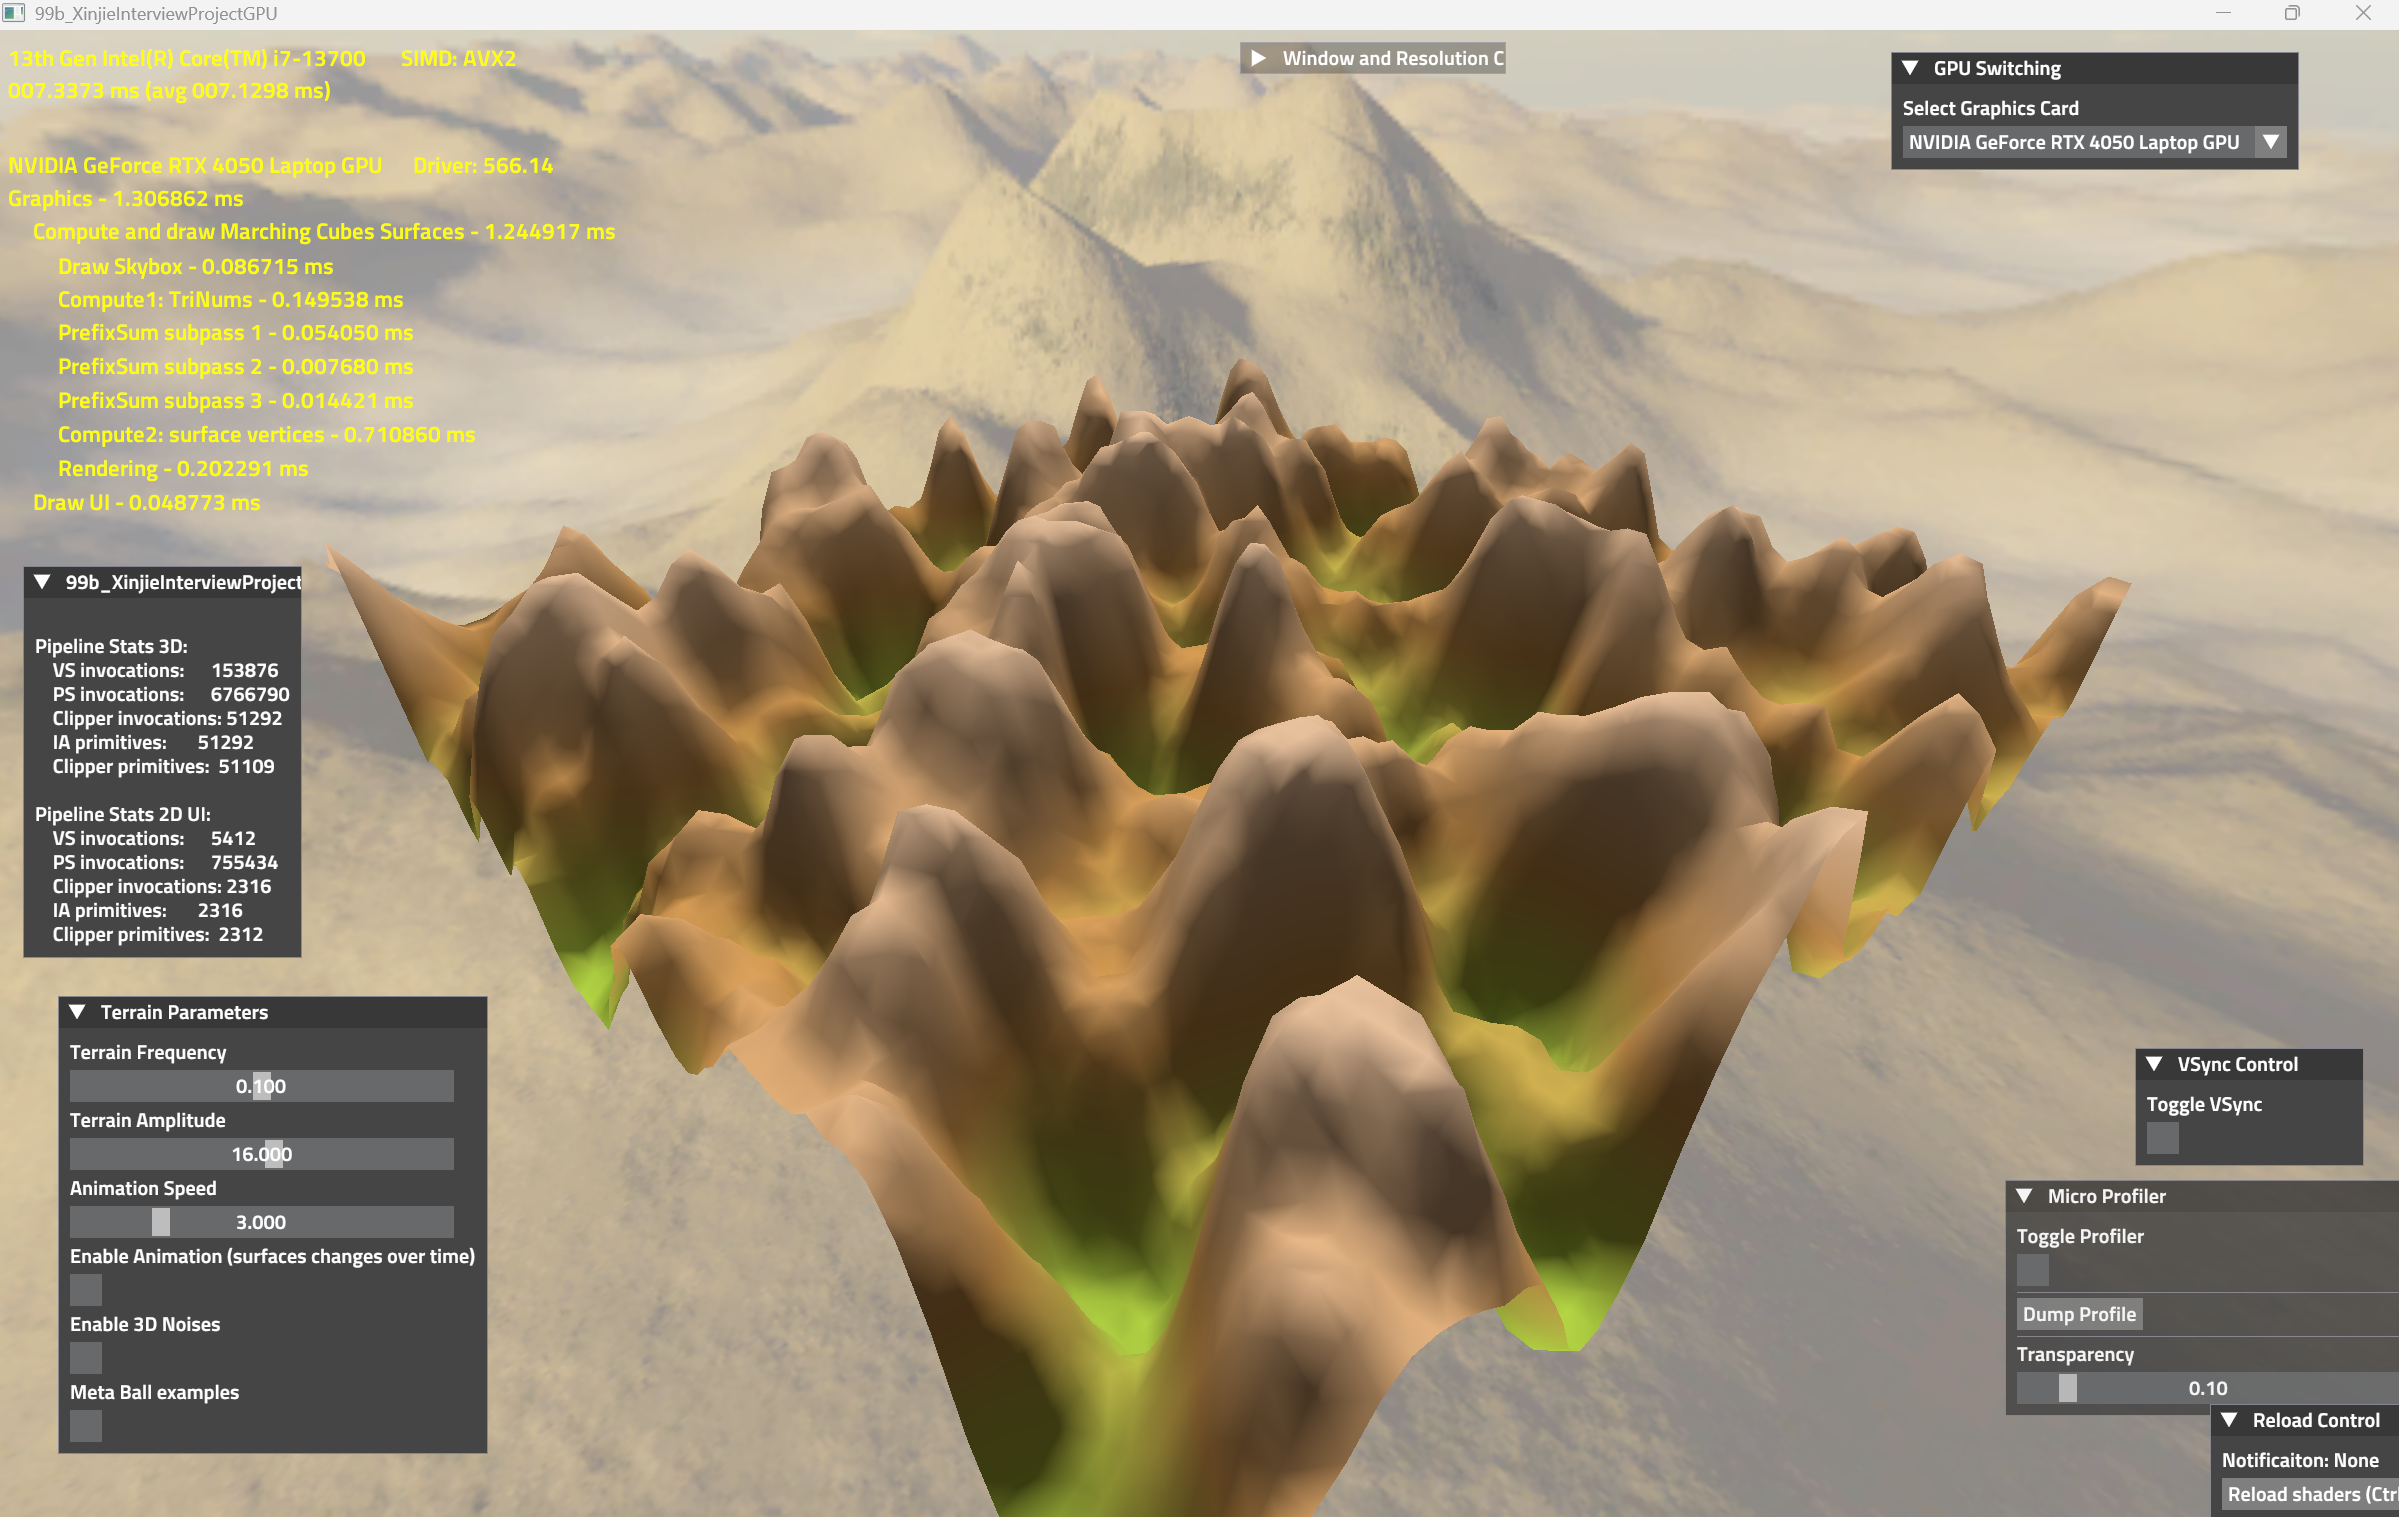 99b_XinjieInterviewProjectGPU
13th Gen Intel(R) Core(TM) i7-13700 SIMD: AVX2
007.3373 ms (avg 007.1298 ms)
NVIDIA GeForce RTX 4050 Laptop GPU Driver: 566.14
Graphics - 1.306862 ms
Compute and draw Marching Cubes Surfaces - 1.244917 ms
Draw Skybox - 0.086715 ms
Compute1: TriNums - 0.149538 ms
PrefixSum subpass 1 - 0.054050 ms
PrefixSum subpass 2 - 0.007680 ms
PrefixSum subpass 3 - 0.014421 ms
Compute2: surface vertices - 0.710860 ms
Rendering - 0.202291 ms
Draw UI - 0.048773 ms
Window and Resolution C
GPU Switching
Select Graphics Card
NVIDIA GeForce RTX 4050 Laptop GPU
99b_XinjieInterviewProject
Pipeline Stats 3D:
VS invocations: 153876
PS invocations: 6766790
Clipper invocations: 51292
IA primitives: 51292
Clipper primitives: 51109
Pipeline Stats 2D UI:
VS invocations: 5412
PS invocations: 755434
Clipper invocations: 2316
IA primitives: 2316
Clipper primitives: 2312
Terrain Parameters
Terrain Frequency
0.100
Terrain Amplitude
16.000
Animation Speed
3.000
Enable Animation (surfaces changes over time)
Enable 3D Noises
Meta Ball examples
VSync Control
Toggle VSync
Micro Profiler
Toggle Profiler
Dump Profile
Transparency
0.10
Reload Control
Notificaiton: None
Reload shaders (Ctrl